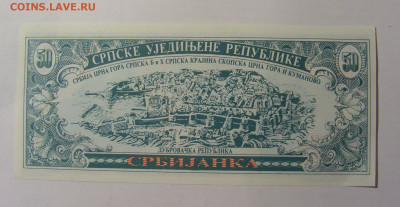 COINS.LAVE.RU
СРПСКЕ УЈЕДИЊЕНЕ РЕПУБЛИКЕ
50 50
СРБИЈА ЦРНА ГОРА СРПСКА Б и Х СРПСКА КРАЈИНА СКОПСКА ЦРНА ГОРА И КУМАНОВО
ДУБРОВАЧКА РЕПУБЛИКА
СРБИЈАНКА